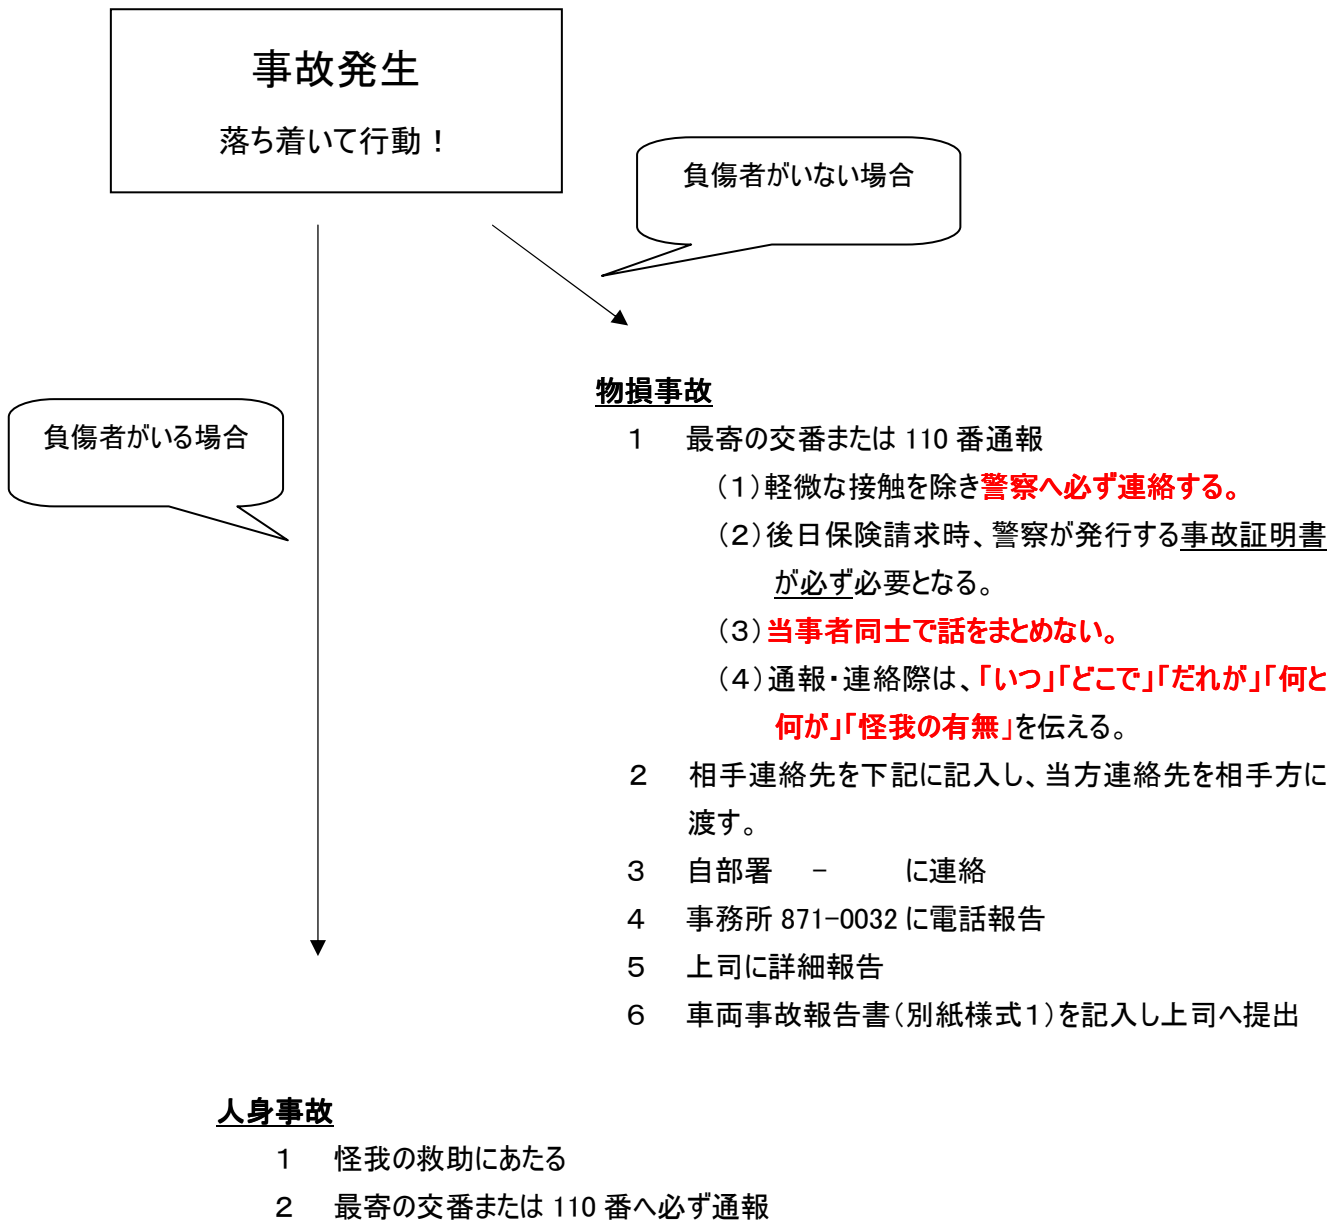 事故発生
落ち着いて行動！
負傷者がいない場合
負傷者がいる場合
物損事故
１　最寄の交番または 110 番通報
（１）軽微な接触を除き警察へ必ず連絡する。
（２）後日保険請求時、警察が発行する事故証明書
が必ず必要となる。
（３）当事者同士で話をまとめない。
（４）通報・連絡際は、「いつ」「どこで」「だれが」「何と
何が」「怪我の有無」を伝える。
２　相手連絡先を下記に記入し、当方連絡先を相手方に
渡す。
３　自部署　－　　に連絡
４　事務所 871-0032 に電話報告
５　上司に詳細報告
６　車両事故報告書（別紙様式１）を記入し上司へ提出
人身事故
１　怪我の救助にあたる
２　最寄の交番または 110 番へ必ず通報